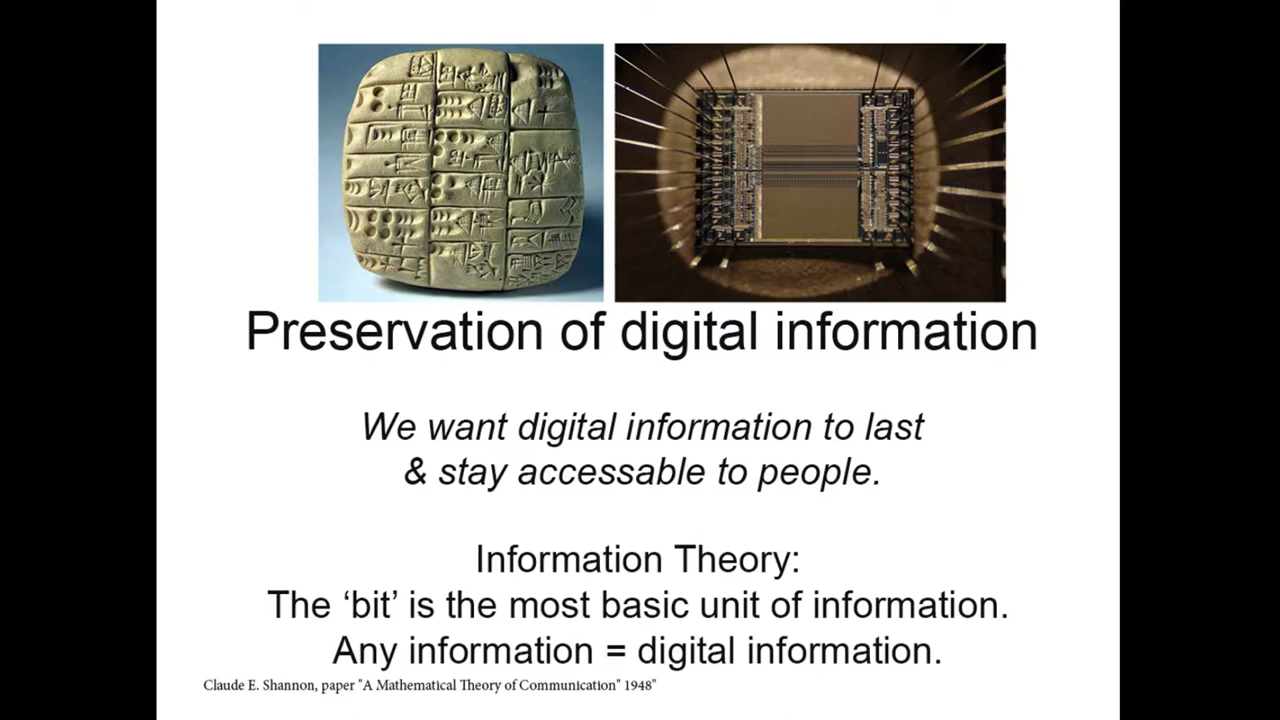 Preservation of digital information
We want digital information to last
& stay accessable to people.
Information Theory:
The ‘bit’ is the most basic unit of information.
Any information = digital information.
Claude E. Shannon, paper "A Mathematical Theory of Communication" 1948"